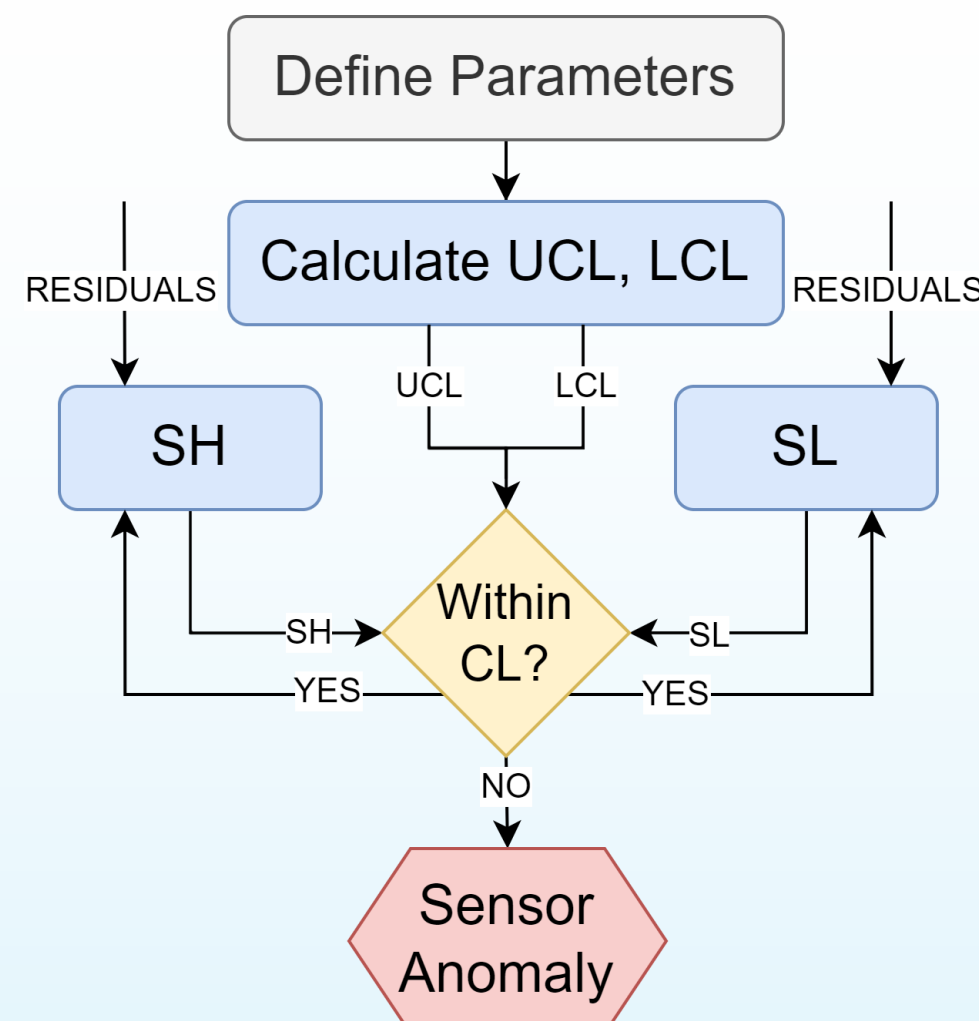 Define Parameters
Calculate UCL, LCL
RESIDUALS
RESIDUALS
UCL
LCL
SH
SL
Within
CL?
SH
SL
YES
YES
NO
Sensor
Anomaly